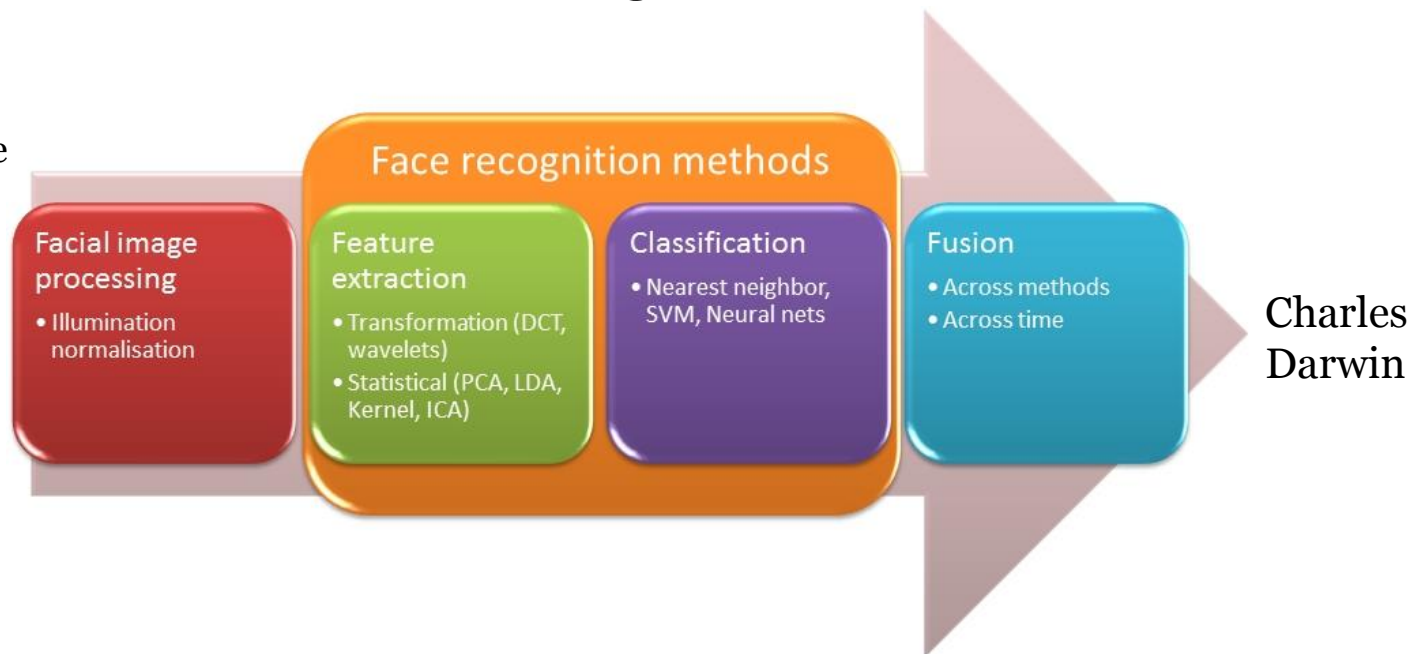 Face recognition methods
Facial image
processing
• Illumination
normalisation
Feature
extraction
• Transformation (DCT,
wavelets)
• Statistical (PCA, LDA,
Kernel, ICA)
Classification
• Nearest neighbor,
SVM, Neural nets
Fusion
• Across methods
• Across time
Charles
Darwin